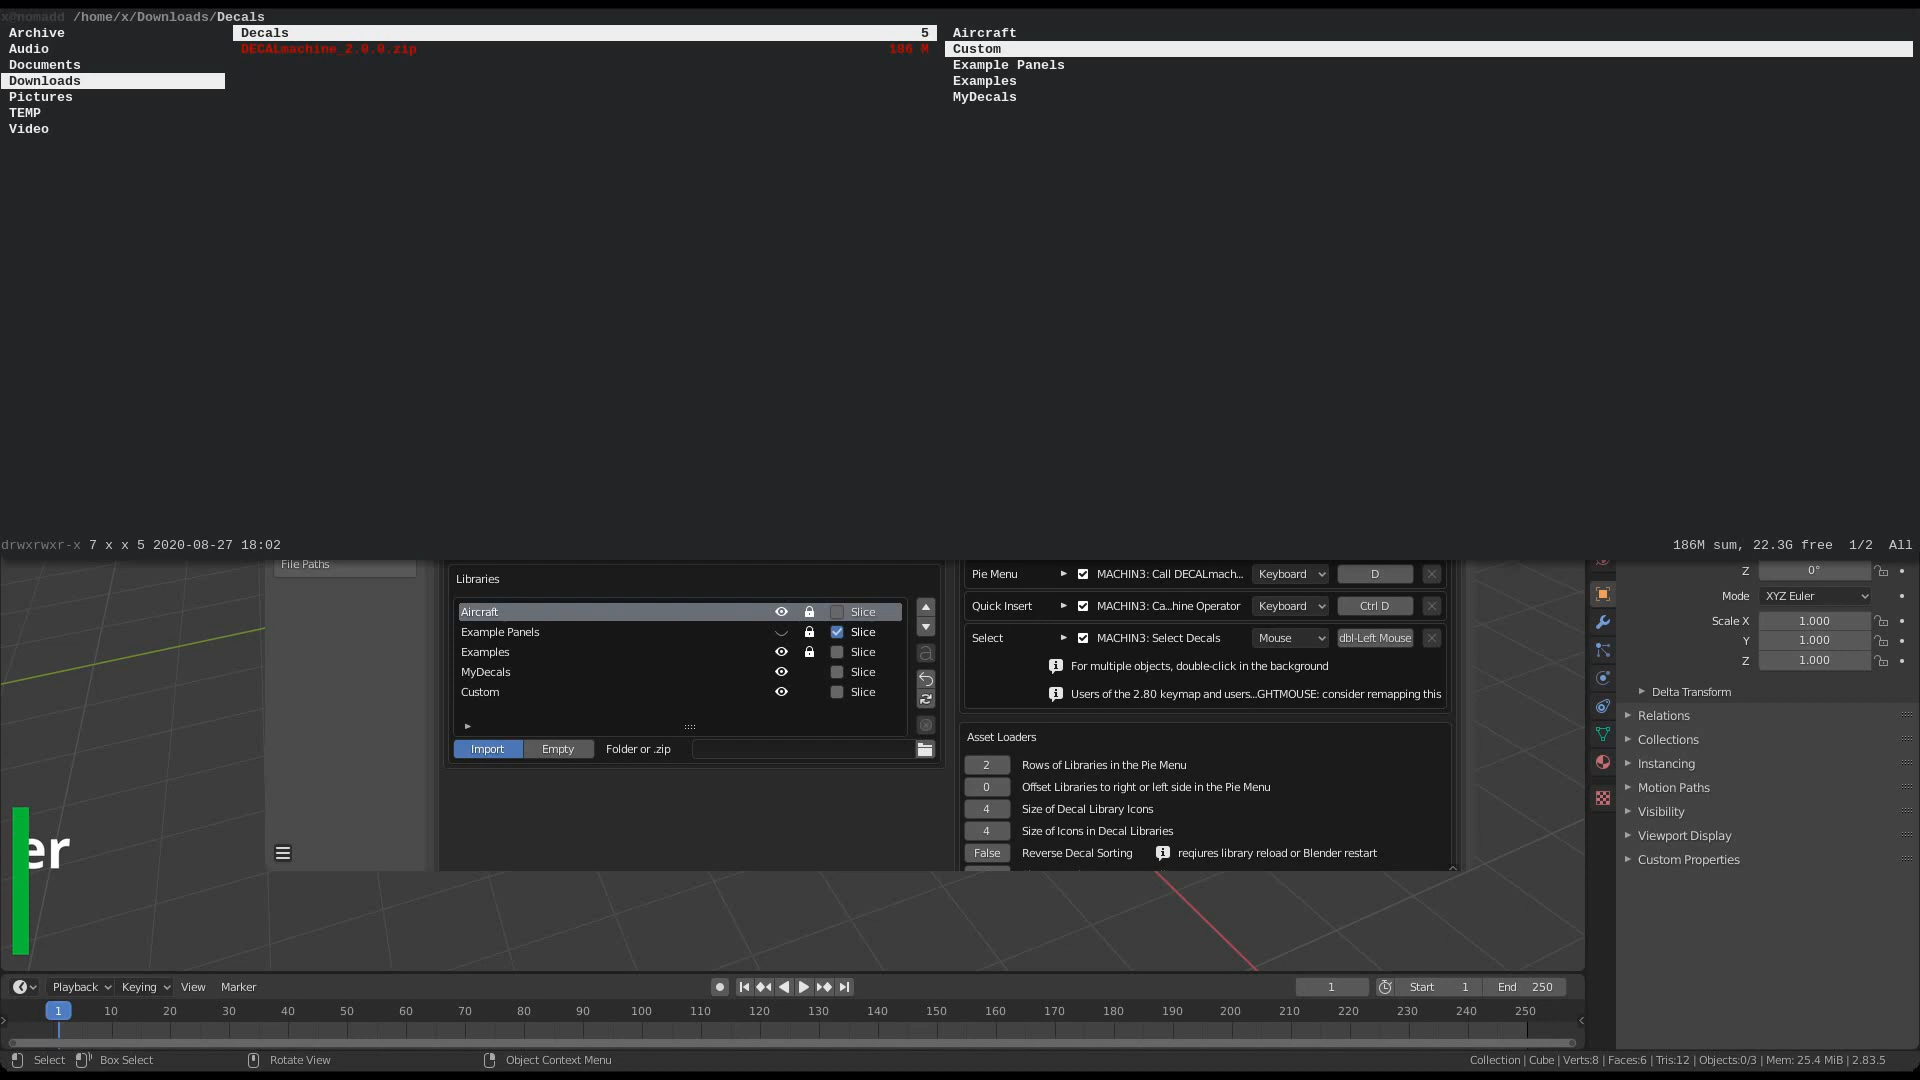 x@nomadd /home/x/Downloads/Decals
Archive
Audio
Documents
Downloads
Pictures
TEMP
Video
Decals 5
DECALmachine_2.0.0.zip 186 M
Aircraft
Custom
Example Panels
Examples
MyDecals
drwxrwxr-x 7 x x 5 2020-08-27 18:02
186M sum, 22.3G free 1/2 All
File Paths
Libraries
Aircraft Slice
Example Panels Slice
Examples Slice
MyDecals Slice
Custom Slice
Import Empty Folder or .zip
Pie Menu MACHIN3: Call DECALmach... Keyboard D
Quick Insert MACHIN3: Ca...hine Operator Keyboard Ctrl D
Select MACHIN3: Select Decals Mouse dbl-Left Mouse
For multiple objects, double-click in the background
Users of the 2.80 keymap and users...GHTMOUSE: consider remapping this
Asset Loaders
2 Rows of Libraries in the Pie Menu
0 Offset Libraries to right or left side in the Pie Menu
4 Size of Decal Library Icons
4 Size of Icons in Decal Libraries
False Reverse Decal Sorting reqiures library reload or Blender restart
Z 0°
Mode XYZ Euler
Scale X 1.000
Y 1.000
Z 1.000
Delta Transform
Relations
Collections
Instancing
Motion Paths
Visibility
Viewport Display
Custom Properties
er
Playback Keying View Marker
1 Start 1 End 250
1 10 20 30 40 50 60 70 80 90 100 110 120 130 140 150 160 170 180 190 200 210 220 230 240 250
Select Box Select Rotate View Object Context Menu
Collection | Cube | Verts:8 | Faces:6 | Tris:12 | Objects:0/3 | Mem: 25.4 MiB | 2.83.5